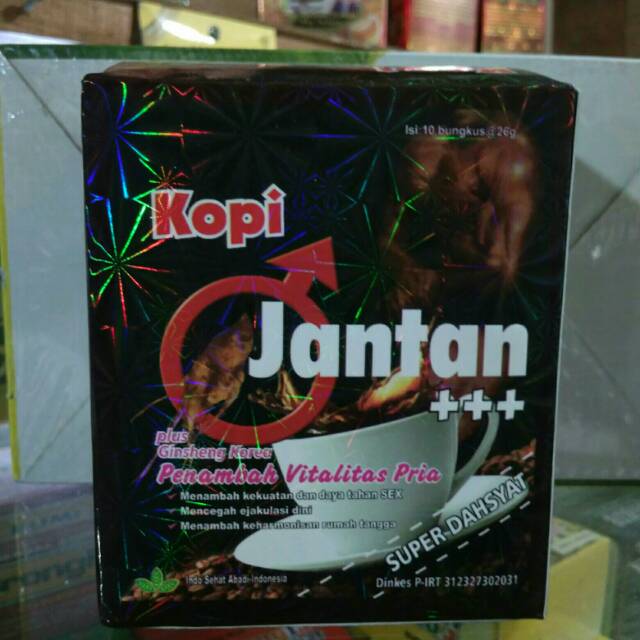 Isi 10 bungkus @ 26g
Kopi
Jantan
+++
plus
Ginsheng Korea
Penambah Vitalitas Pria
Menambah kekuatan dan daya tahan SEX
Mencegah ejakulasi dini
Menambah keharmonisan rumah tangga
SUPER-DAHSYAT
Indo Sehat Abadi-Indonesia
Dinkes P-IRT 312327302031